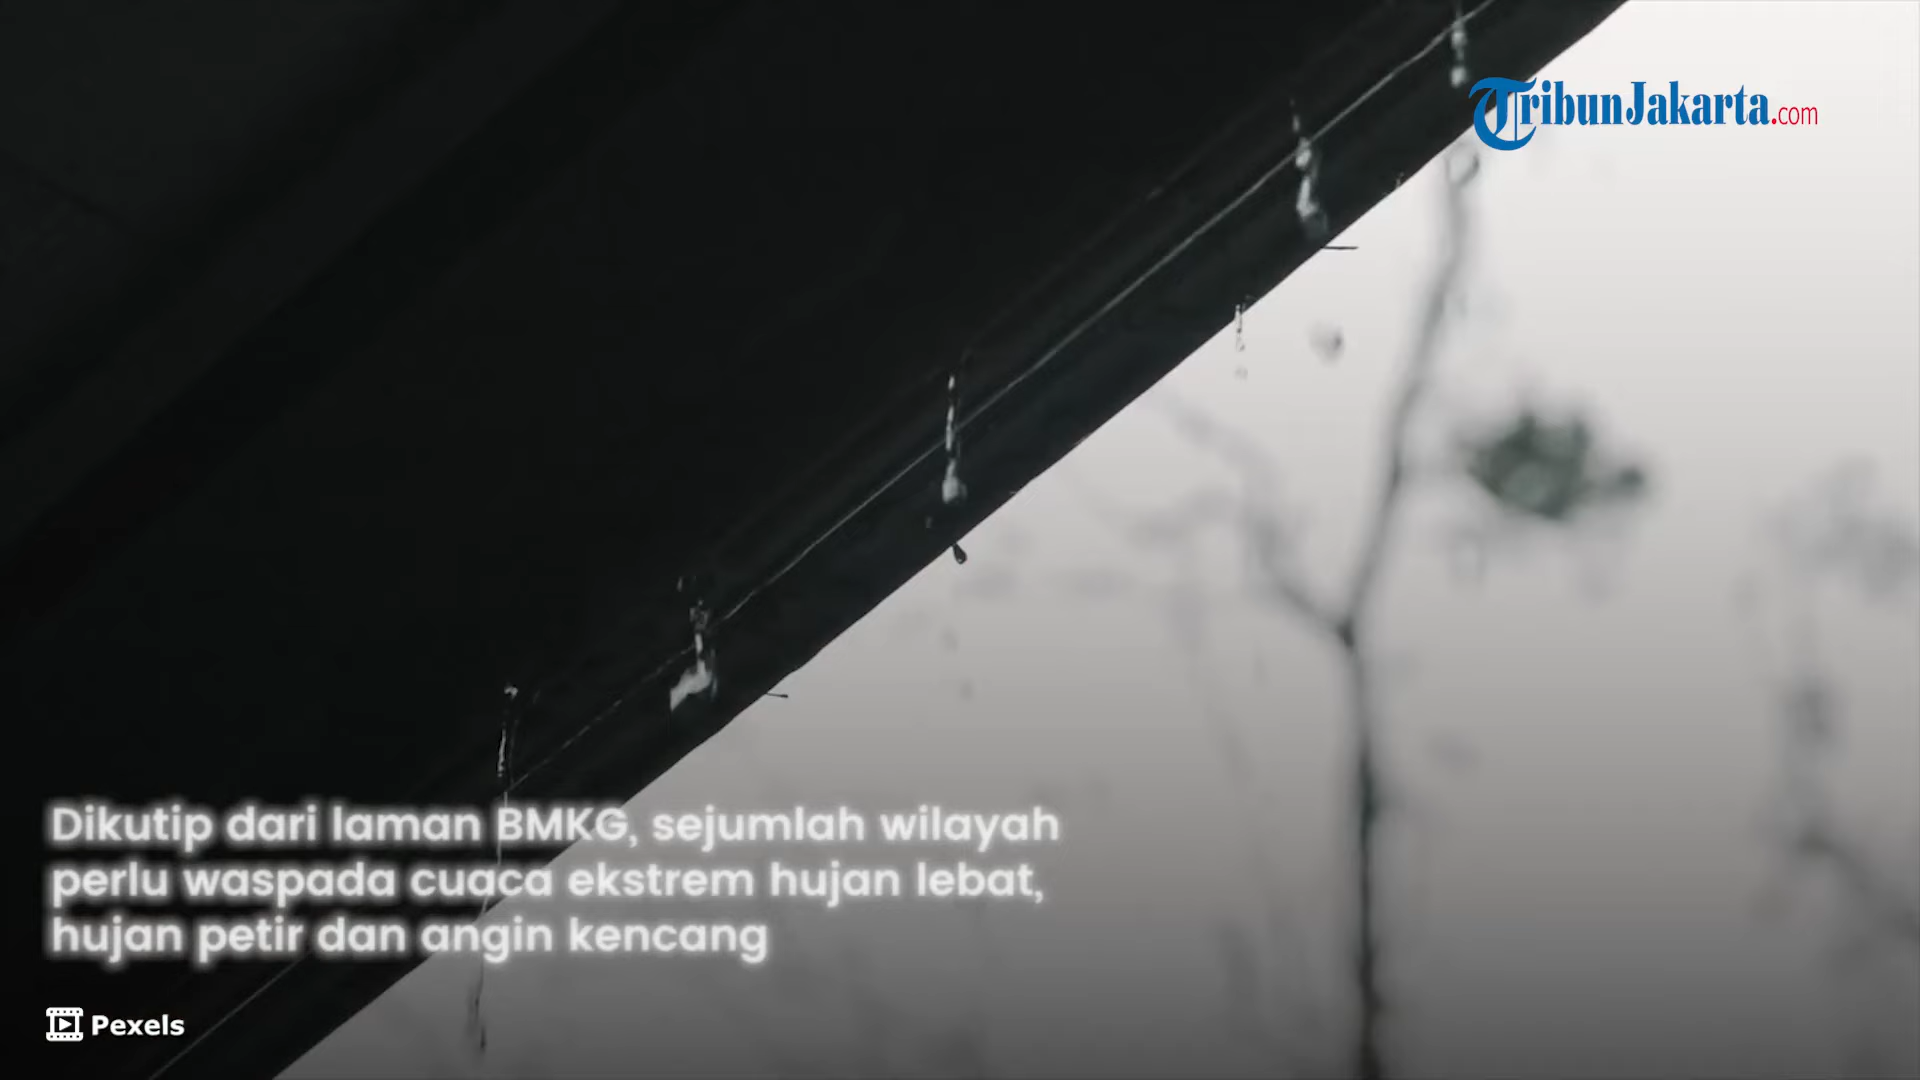 TribunJakarta.com
Dikutip dari laman BMKG, sejumlah wilayah
perlu waspada cuaca ekstrem hujan lebat,
hujan petir dan angin kencang
Pexels